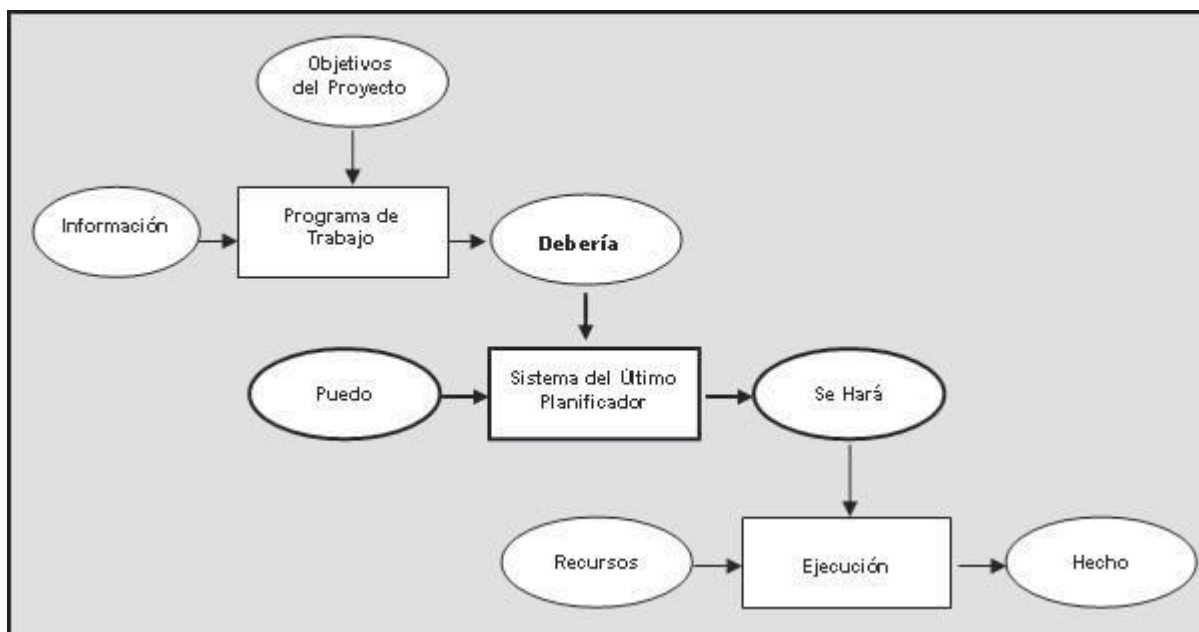 Objetivos
del Proyecto
Información
Programa de
Trabajo
Debería
Puedo
Sistema del Último
Planificador
Se Hará
Recursos
Ejecución
Hecho